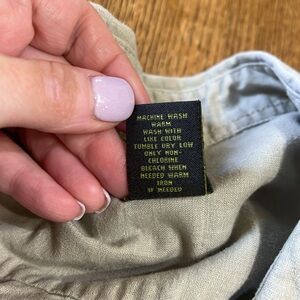 MACHINE WASH
WARM
WASH WITH
LIKE COLOR
TUMBLE DRY LOW
ONLY NON-
CHLORINE
BLEACH WHEN
NEEDED WARM
IRON
IF NEEDED